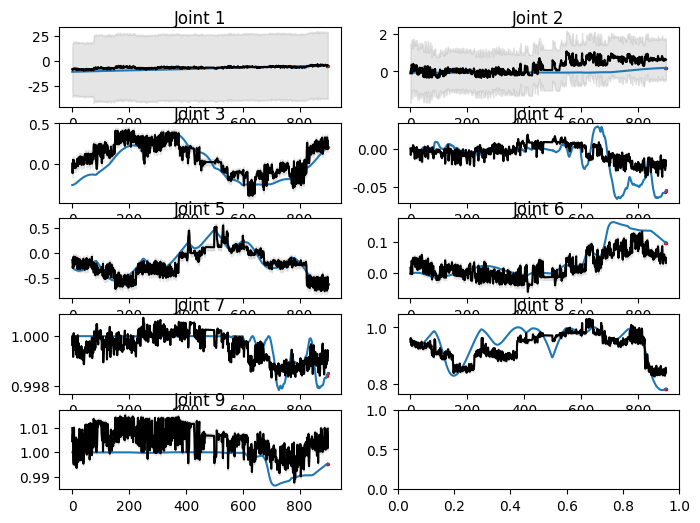 Joint 1
Joint 2
25
0
-25
2
0
0 200 400 600 800
0 200 400 600 800
Joint 3
Joint 4
0.5
0.0
0.00
-0.05
0 200 400 600 800
0 200 400 600 800
Joint 5
Joint 6
0.5
0.0
-0.5
0.1
0.0
0 200 400 600 800
0 200 400 600 800
Joint 7
Joint 8
1.000
0.998
1.0
0.8
0 200 400 600 800
0 200 400 600 800
Joint 9
1.01
1.00
0.99
0 200 400 600 800
1.0
0.5
0.0
0.0 0.2 0.4 0.6 0.8 1.0